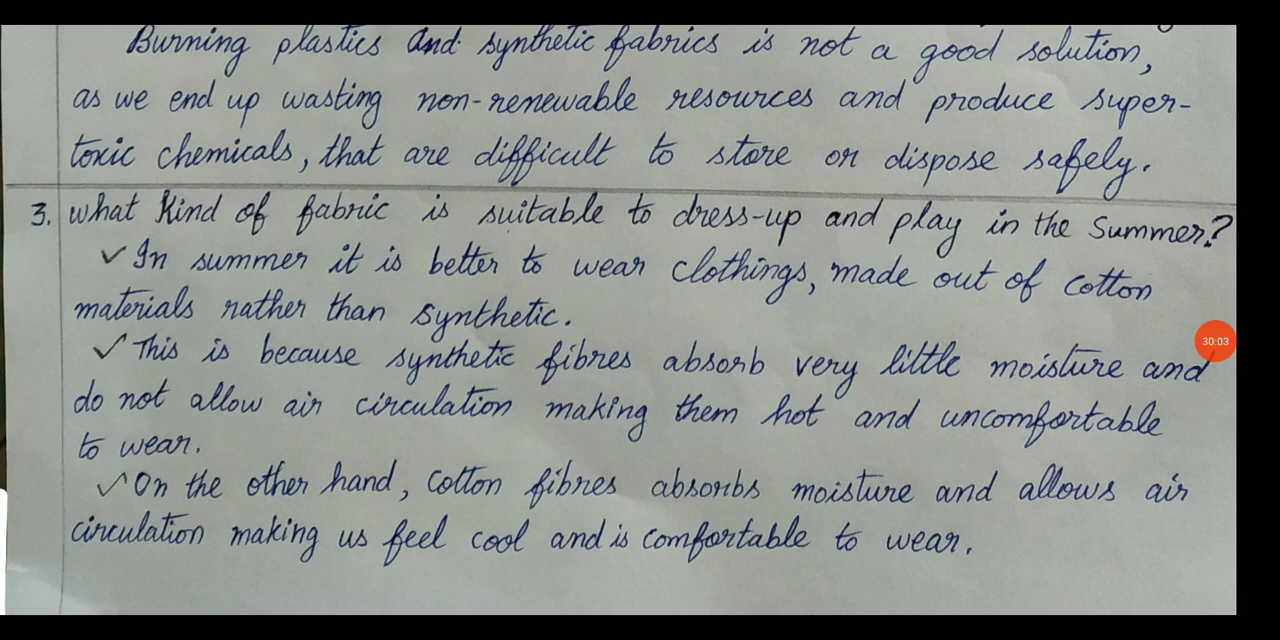 Burning plastics and synthetic fabrics is not a good solution,
as we end up wasting non-renewable resources and produce super-
toxic chemicals, that are difficult to store or dispose safely.
3. What kind of fabric is suitable to dress-up and play in the summer?
✓ In summer it is better to wear clothings, made out of cotton
materials rather than synthetic.
✓ This is because synthetic fibres absorb very little moisture and
do not allow air circulation making them hot and uncomfortable
to wear.
✓ On the other hand, cotton fibres absorbs moisture and allows air
circulation making us feel cool and is comfortable to wear.
30:03